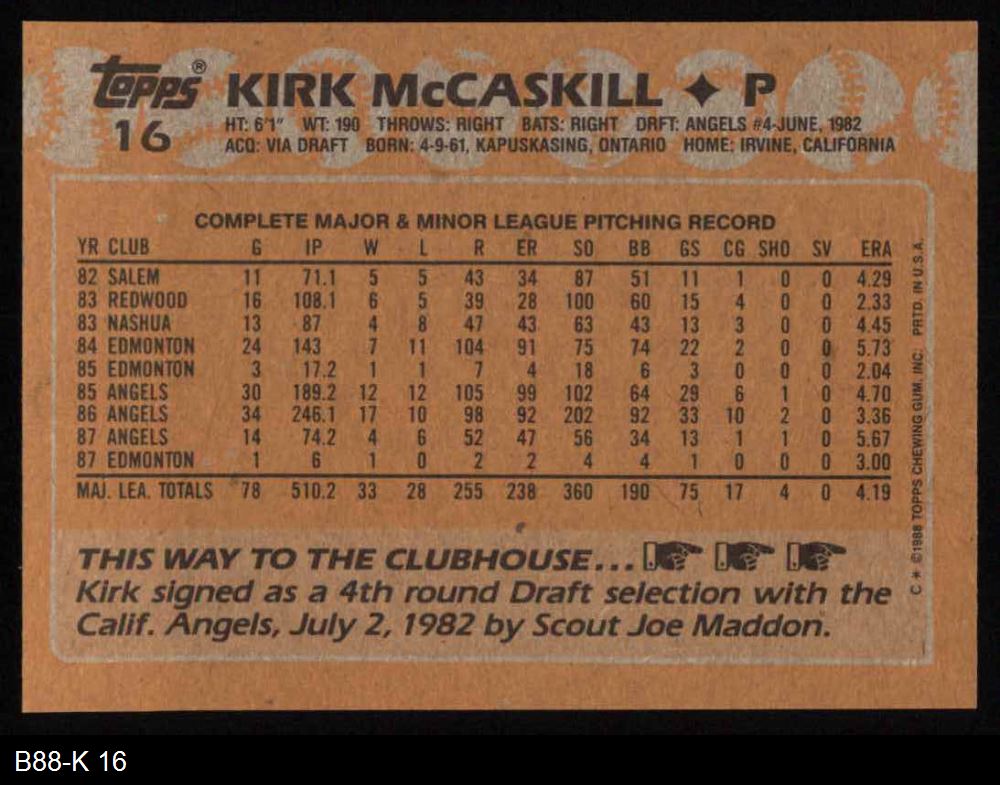 Topps®
KIRK McCASKILL ✦ P
16
HT: 6'1" WT: 190 THROWS: RIGHT BATS: RIGHT DRFT: ANGELS #4-JUNE, 1982
ACQ: VIA DRAFT BORN: 4-9-61, KAPUSKASING, ONTARIO HOME: IRVINE, CALIFORNIA
COMPLETE MAJOR & MINOR LEAGUE PITCHING RECORD
YR CLUB G IP W L R ER SO BB GS CG SHO SV ERA
82 SALEM 11 71.1 5 5 43 34 87 51 11 1 0 0 4.29
83 REDWOOD 16 108.1 6 5 39 28 100 60 15 4 0 0 2.33
83 NASHUA 13 87 4 8 47 43 63 43 13 3 0 0 4.45
84 EDMONTON 24 143 7 11 104 91 75 74 22 2 0 0 5.73
85 EDMONTON 3 17.2 1 1 7 4 18 6 3 0 0 0 2.04
85 ANGELS 30 189.2 12 12 105 99 102 64 29 6 1 0 4.70
86 ANGELS 34 246.1 17 10 98 92 202 92 33 10 2 0 3.36
87 ANGELS 14 74.2 4 6 52 47 56 34 13 1 1 0 5.67
87 EDMONTON 1 6 1 0 2 2 4 4 1 0 0 0 3.00
MAJ. LEA. TOTALS 78 510.2 33 28 255 238 360 190 75 17 4 0 4.19
C * ©1988 TOPPS CHEWING GUM, INC. PRTD. IN U.S.A.
THIS WAY TO THE CLUBHOUSE...
Kirk signed as a 4th round Draft selection with the
Calif. Angels, July 2, 1982 by Scout Joe Maddon.
B88-K 16